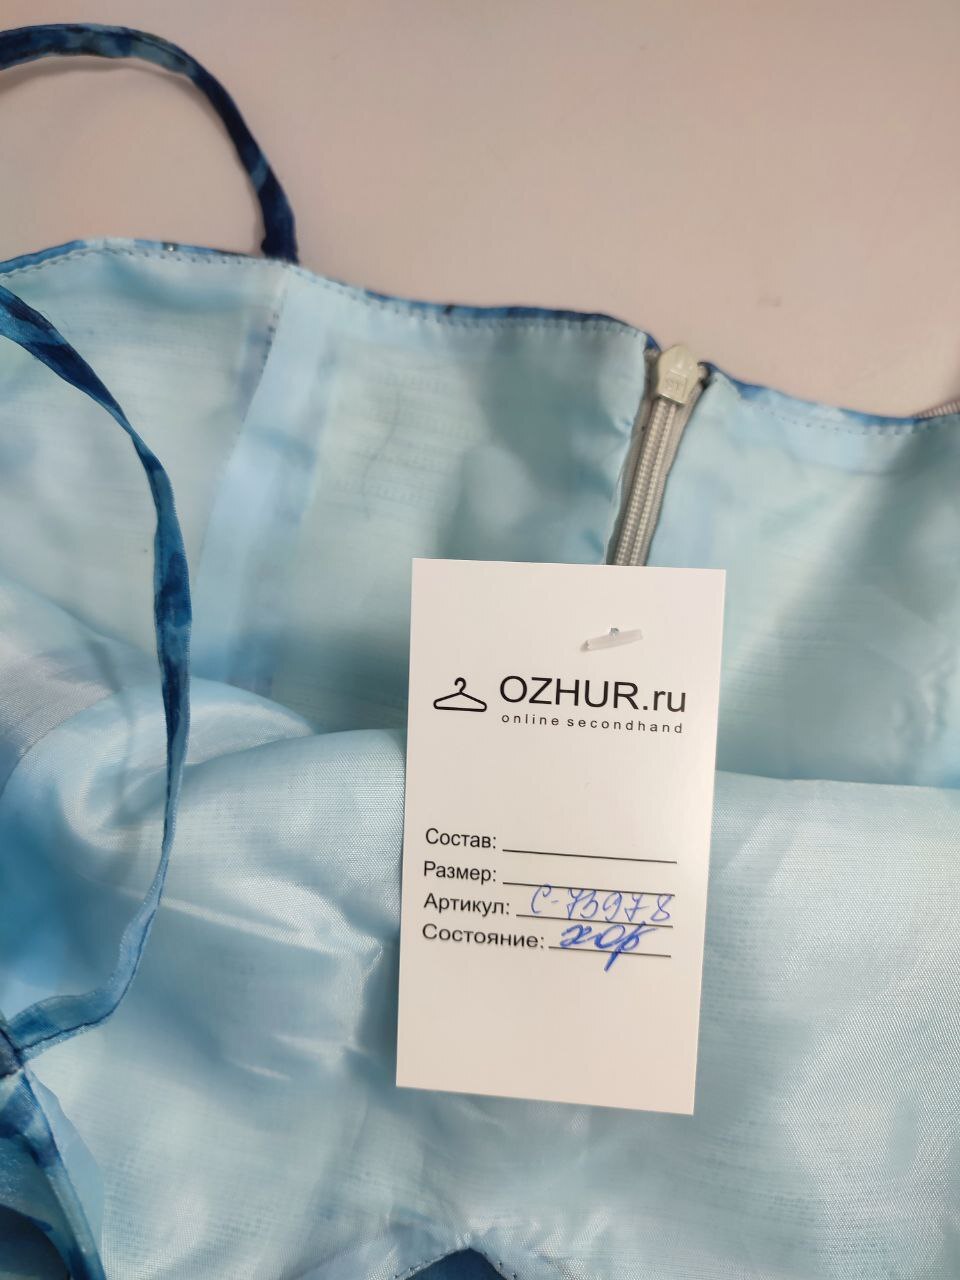 OZHUR.ru
online secondhand
Состав:
Размер:
Артикул: С-73978
Состояние: хор